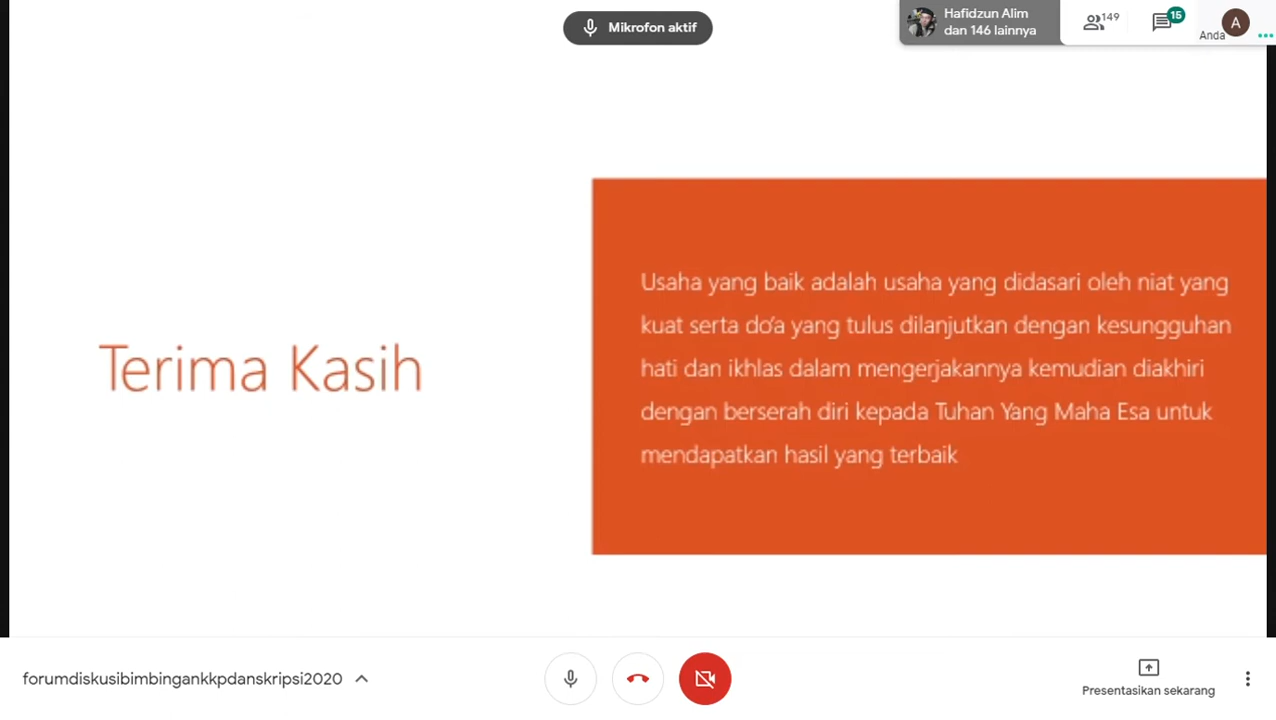 Mikrofon aktif
Hafidzun Alim
dan 146 lainnya
149
15
Anda
A
Terima Kasih
Usaha yang baik adalah usaha yang didasari oleh niat yang
kuat serta do'a yang tulus dilanjutkan dengan kesungguhan
hati dan ikhlas dalam mengerjakannya kemudian diakhiri
dengan berserah diri kepada Tuhan Yang Maha Esa untuk
mendapatkan hasil yang terbaik
forumdiskusibimbingankkpdanskripsi2020
Presentasikan sekarang